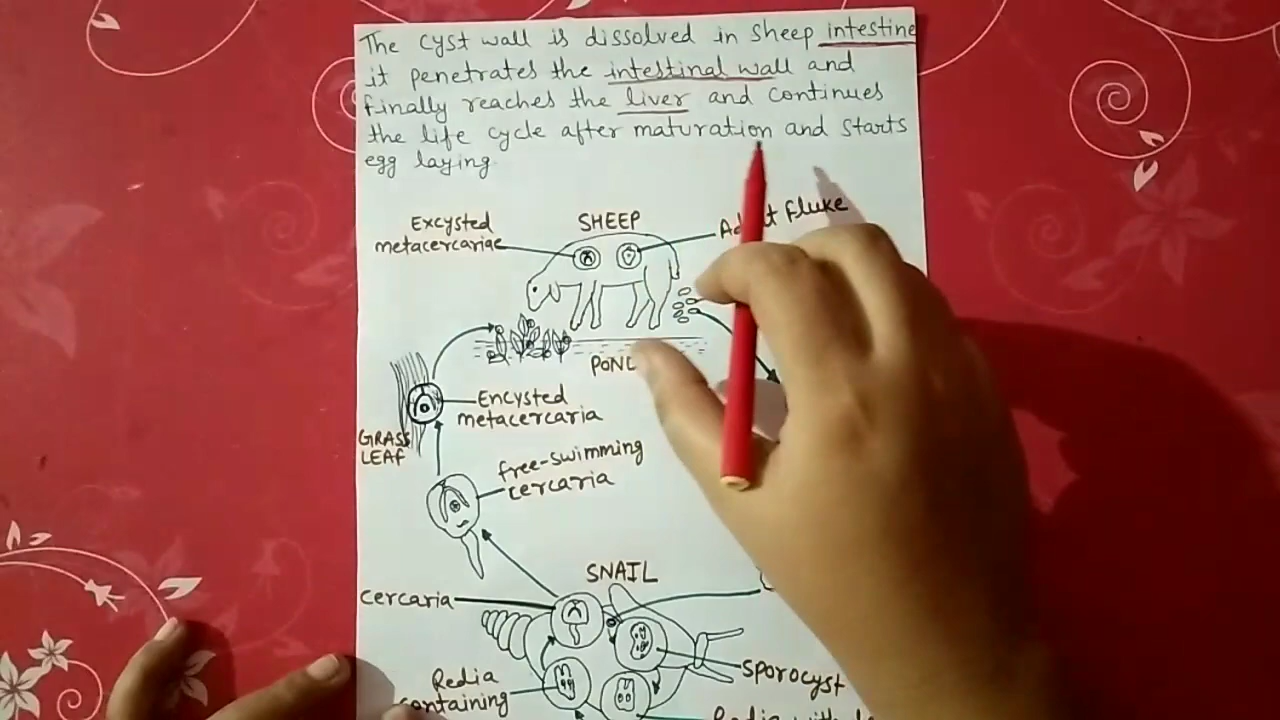 The cyst wall is dissolved in sheep intestine
it penetrates the intestinal wall and
finally reaches the liver and continues
the life cycle after maturation and starts
egg laying
Excysted
metacercariae
SHEEP
Fluke
POND
Encysted
metacercaria
GRASS
LEAF
free-swimming
cercaria
SNAIL
cercaria
Sporocyst
Redia
containing
Redia with